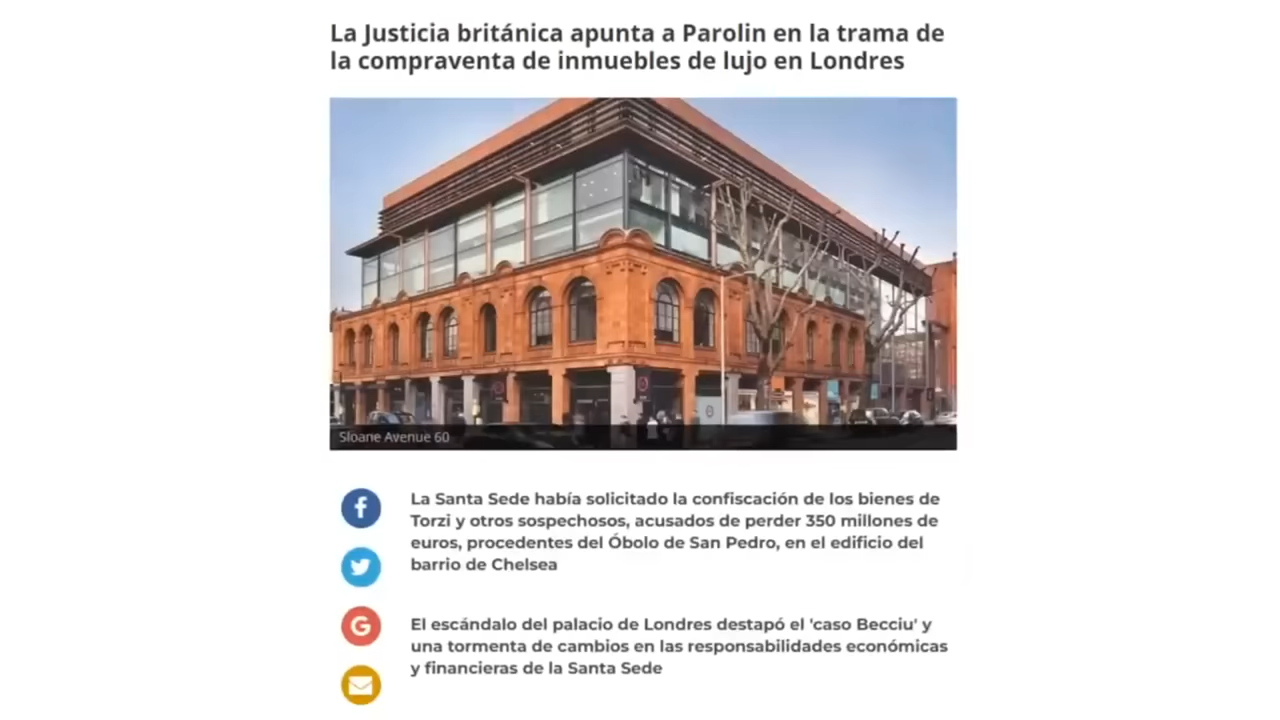 La Justicia británica apunta a Parolin en la trama de
la compraventa de inmuebles de lujo en Londres
Sloane Avenue 60
La Santa Sede había solicitado la confiscación de los bienes de
Torzi y otros sospechosos, acusados de perder 350 millones de
euros, procedentes del Óbolo de San Pedro, en el edificio del
barrio de Chelsea
El escándalo del palacio de Londres destapó el 'caso Becciu' y
una tormenta de cambios en las responsabilidades económicas
y financieras de la Santa Sede